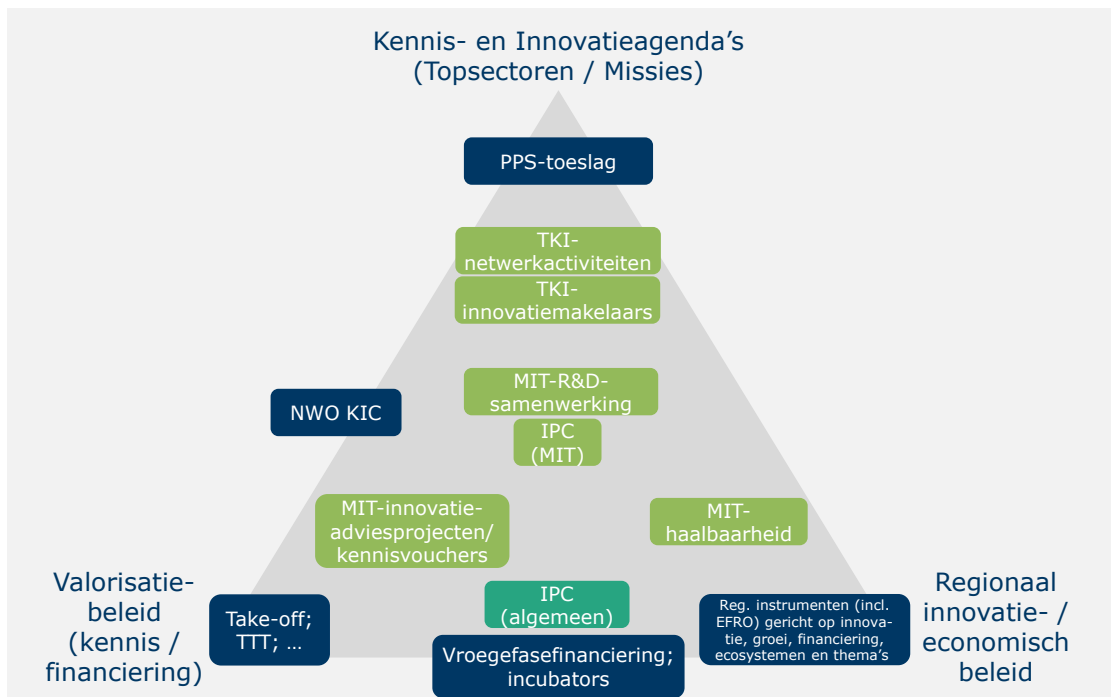 Kennis- en Innovatieagenda’s
(Topsectoren / Missies)
PPS-toeslag
TKI-
netwerkactiviteiten
TKI-
innovatiemakelaars
MIT-R&D-
samenwerking
NWO KIC
IPC
(MIT)
MIT-innovatie-
adviesprojecten/
kennisvouchers
MIT-
haalbaarheid
Valorisatie-
beleid
(kennis /
financiering)
Take-off;
TTT; …
IPC
(algemeen)
Vroegefasefinanciering;
incubators
Reg. instrumenten (incl.
EFRO) gericht op innova-
tie, groei, financiering,
ecosystemen en thema’s
Regionaal
innovatie- /
economisch
beleid